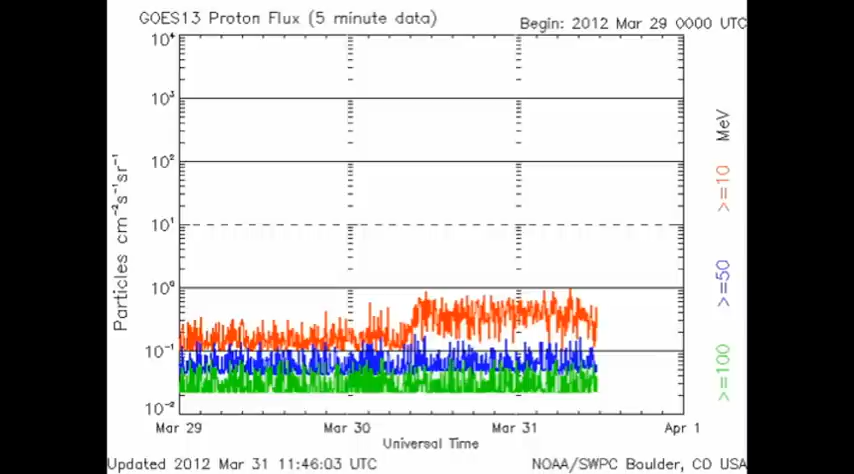 GOES13 Proton Flux (5 minute data)
Begin: 2012 Mar 29 0000 UTC
10⁴
10³
10²
10¹
10⁰
10⁻¹
10⁻²
Particles cm⁻²s⁻¹sr⁻¹
Mar 29
Mar 30
Mar 31
Apr 1
Universal Time
>=10
>=50
>=100
MeV
Updated 2012 Mar 31 11:46:03 UTC
NOAA/SWPC Boulder, CO USA